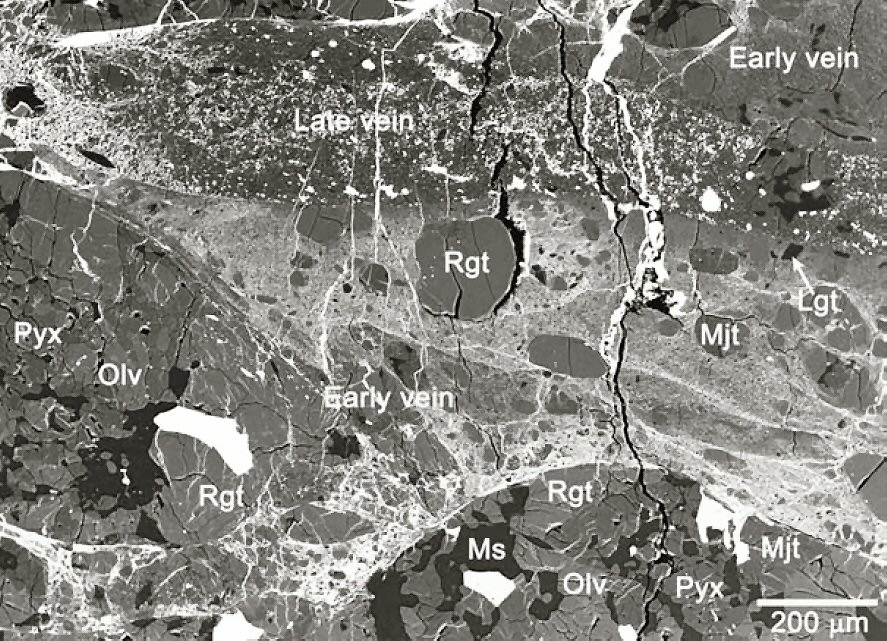 Early vein
Late vein
Rgt
Lgt
Pyx
Mjt
Olv
Early vein
Rgt
Rgt
Ms
Mjt
Olv
Pyx
200 μm